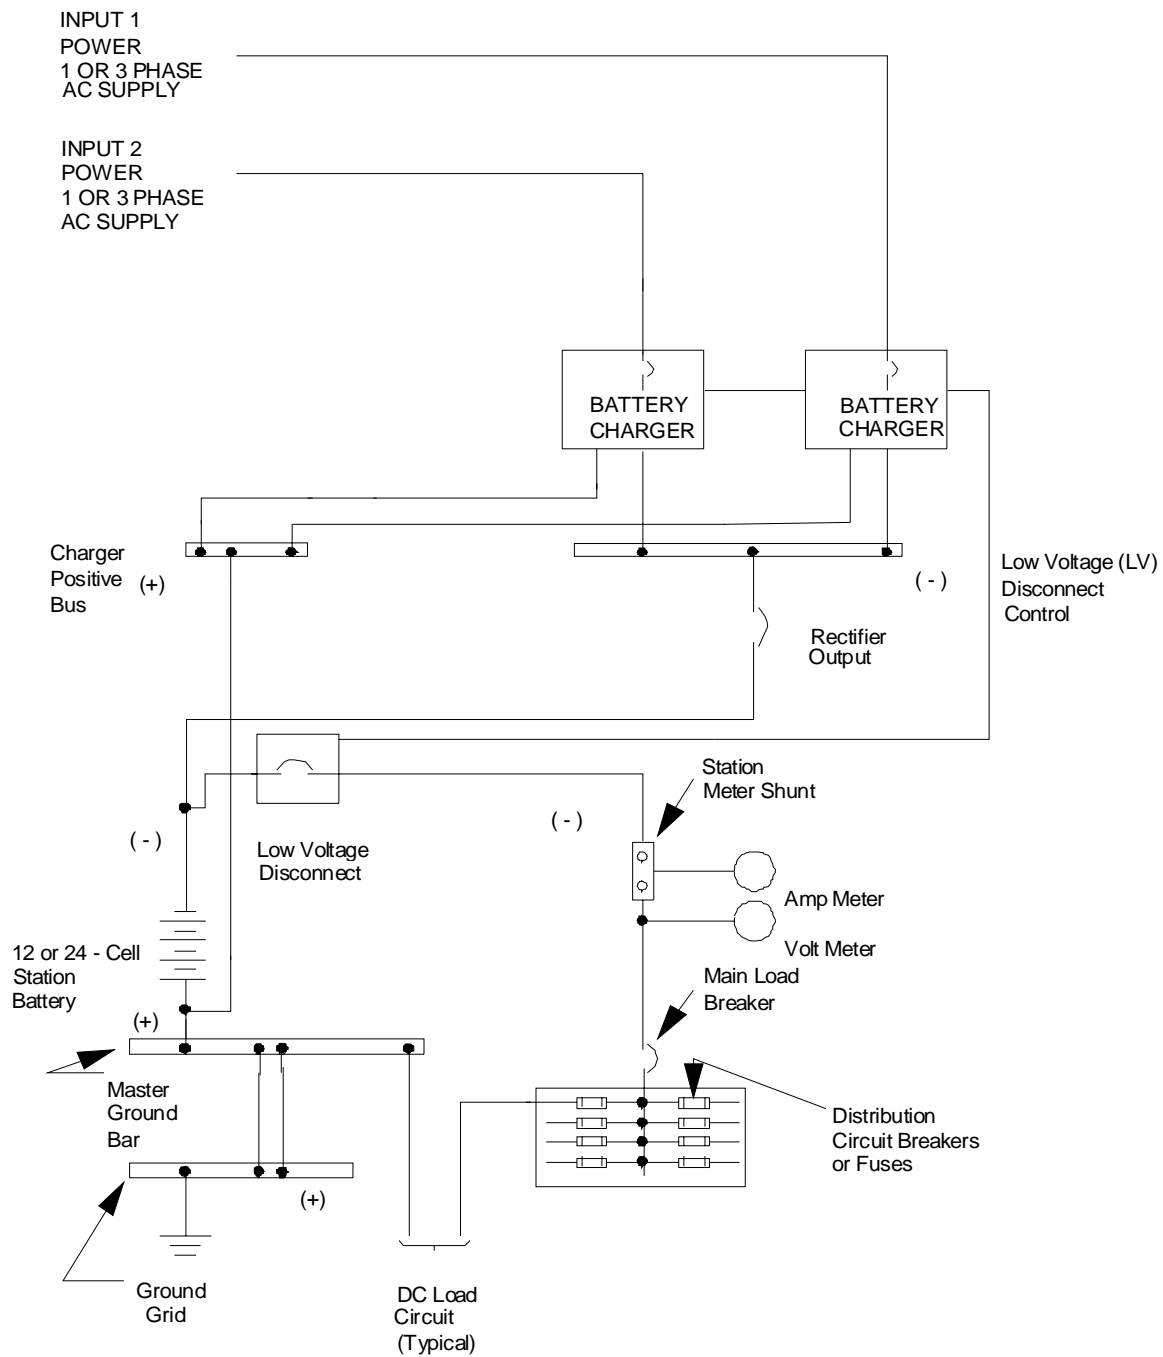 INPUT 1
POWER
1 OR 3 PHASE
AC SUPPLY
INPUT 2
POWER
1 OR 3 PHASE
AC SUPPLY
BATTERY
CHARGER
BATTERY
CHARGER
Charger
Positive
Bus
(+)
( - )
Low Voltage (LV)
Disconnect
Control
Rectifier
Output
Station
Meter Shunt
( - )
( - )
Low Voltage
Disconnect
Amp Meter
Volt Meter
12 or 24 - Cell
Station
Battery
Main Load
Breaker
(+)
Master
Ground
Bar
Distribution
Circuit Breakers
or Fuses
(+)
Ground
Grid
DC Load
Circuit
(Typical)